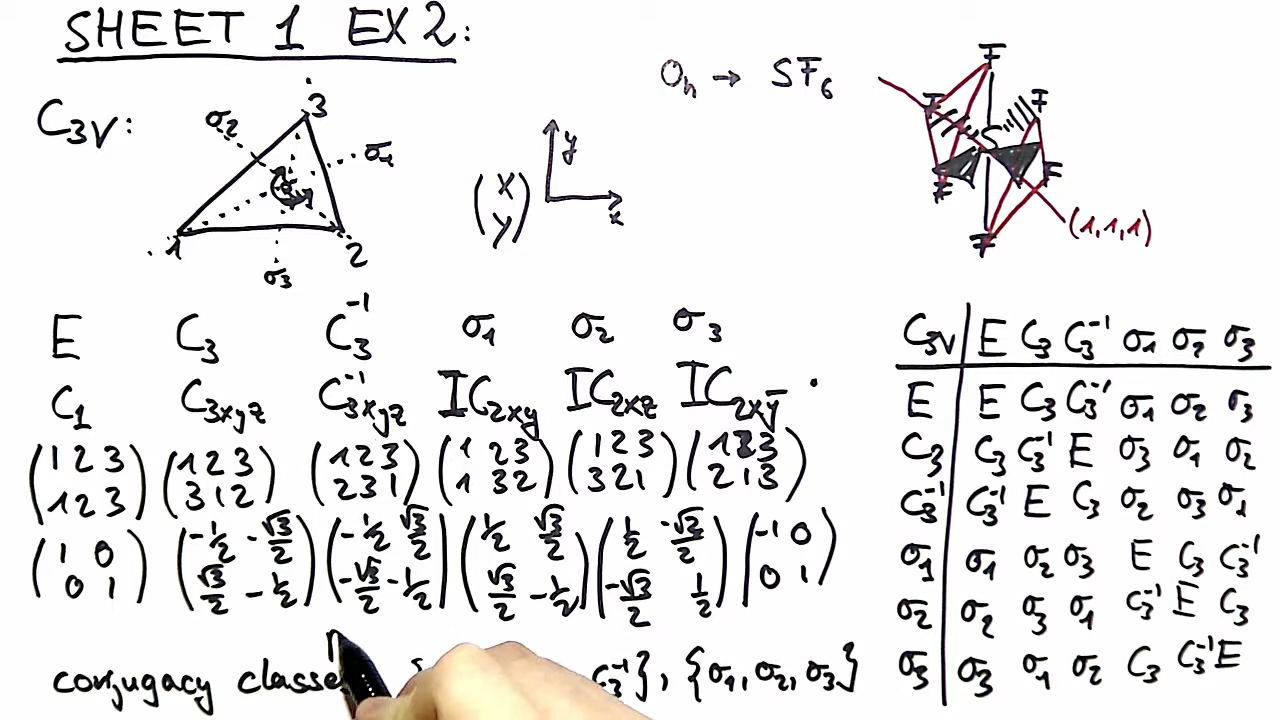 SHEET 1 EX 2:
C3V:
σ2
3
σ1
1
2
σ3
(x y)
y
x
Oh → SF6
F
F
F
S
F
F
F
(1,1,1)
E C3 C3⁻¹ σ1 σ2 σ3
C1 C3xyz C3⁻¹xyz IC2xy IC2xz IC2xȳ
(1 2 3) (1 2 3) (1 2 3) (1 2 3) (1 2 3) (1 2 3)
(1 2 3) (3 1 2) (2 3 1) (1 3 2) (3 2 1) (2 1 3)
(1 0) (-1/2 -√3/2) (-1/2 √3/2) (1/2 √3/2) (1/2 -√2/2) (-1 0)
(0 1) (√3/2 -1/2) (-√3/2 -1/2) (√3/2 -1/2) (-√3/2 1/2) (0 1)
conjugacy classe C3⁻¹}, {σ1, σ2, σ3}
C3V | E C3 C3⁻¹ σ1 σ2 σ3
E | E C3 C3⁻¹ σ1 σ2 σ3
C3 | C3 C3⁻¹ E σ3 σ1 σ2
C3⁻¹ | C3⁻¹ E C3 σ2 σ3 σ1
σ1 | σ1 σ2 σ3 E C3 C3⁻¹
σ2 | σ2 σ3 σ1 C3⁻¹ E C3
σ3 | σ3 σ1 σ2 C3 C3⁻¹ E